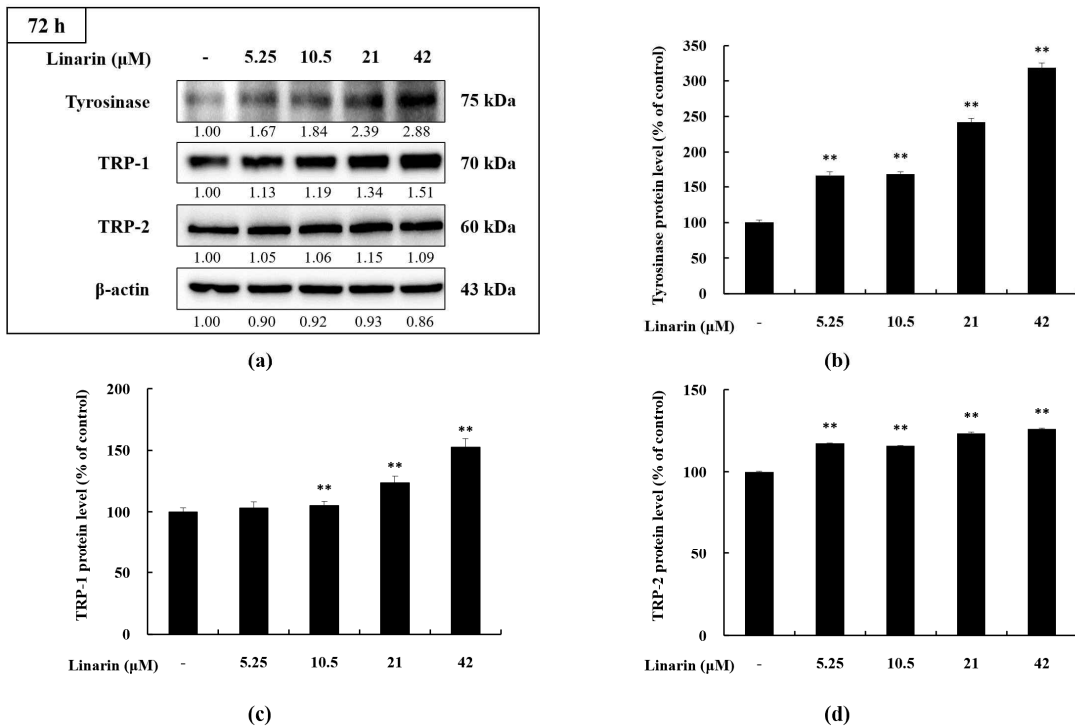 72 h
Linarin (μM) - 5.25 10.5 21 42
Tyrosinase 75 kDa
1.00 1.67 1.84 2.39 2.88
TRP-1 70 kDa
1.00 1.13 1.19 1.34 1.51
TRP-2 60 kDa
1.00 1.05 1.06 1.15 1.09
β-actin 43 kDa
1.00 0.90 0.92 0.93 0.86
(a)
Tyrosinase protein level (% of control)
350
300
250
200
150
100
50
0
** ** ** **
Linarin (μM) - 5.25 10.5 21 42
(b)
TRP-1 protein level (% of control)
200
150
100
50
0
** ** **
Linarin (μM) - 5.25 10.5 21 42
(c)
TRP-2 protein level (% of control)
150
100
50
0
** ** ** **
Linarin (μM) - 5.25 10.5 21 42
(d)